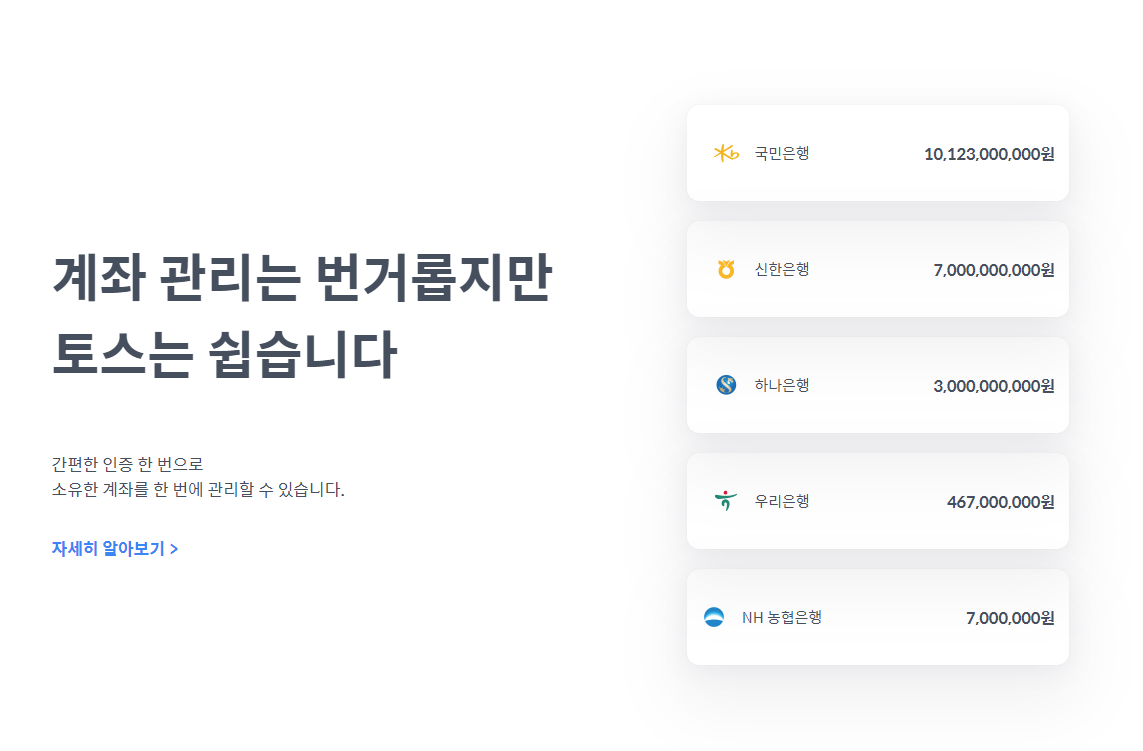 계좌 관리는 번거롭지만
토스는 쉽습니다
간편한 인증 한 번으로
소유한 계좌를 한 번에 관리할 수 있습니다.
자세히 알아보기 >
국민은행 10,123,000,000원
신한은행 7,000,000,000원
하나은행 3,000,000,000원
우리은행 467,000,000원
NH 농협은행 7,000,000원